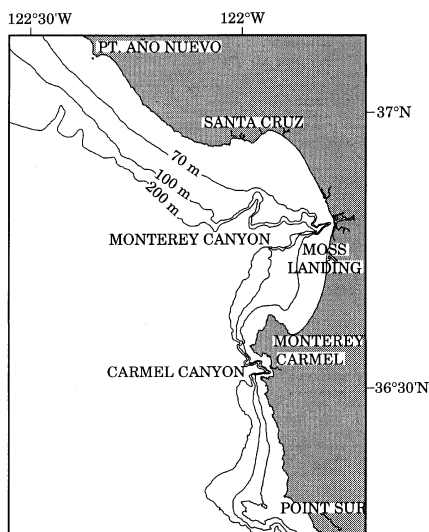 122°30'W
122°W
PT. AÑO NUEVO
37°N
SANTA CRUZ
70 m
100 m
200 m
MONTEREY CANYON
MOSS
LANDING
MONTEREY
CARMEL
CARMEL CANYON
36°30'N
POINT SUR